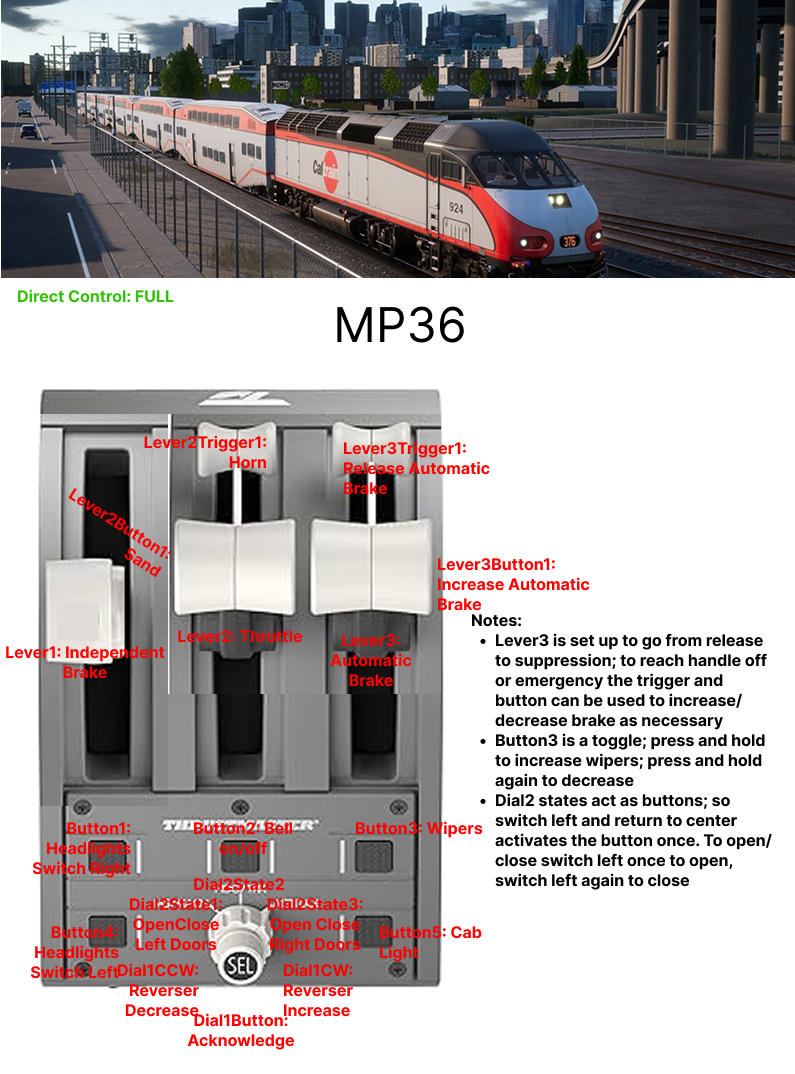 Caltrain
924
376
Direct Control: FULL
MP36
Lever2Trigger1:
Horn
Lever3Trigger1:
Release Automatic
Brake
Lever2Button1:
Sand
Lever3Button1:
Increase Automatic
Brake
Lever1: Independent
Brake
Lever2: Throttle
Lever3:
Automatic
Brake
Notes:
• Lever3 is set up to go from release
to suppression; to reach handle off
or emergency the trigger and
button can be used to increase/
decrease brake as necessary
• Button3 is a toggle; press and hold
to increase wipers; press and hold
again to decrease
• Dial2 states act as buttons; so
switch left and return to center
activates the button once. To open/
close switch left once to open,
switch left again to close
THRUSTMASTER
Button1:
Headlights
Switch Right
Button2: Bell
on/off
Button3: Wipers
Dial2State2
Dial2State1:
OpenClose
Left Doors
Dial2State3:
Open Close
Right Doors
Button4:
Headlights
Switch Left
Button5: Cab
Light
SEL
Dial1CCW:
Reverser
Decrease
Dial1CW:
Reverser
Increase
Dial1Button:
Acknowledge